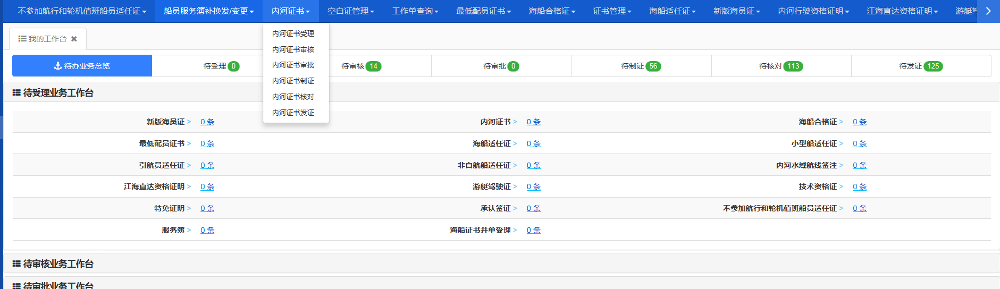 不参加航行和轮机值班船员适任证 船员服务簿补换发/变更 内河证书 空白证管理 工作单查询 最低配员证书 海船合格证 证书管理 海船适任证 新版海员证 内河行驶资格证明 江海直达资格证明 游艇
内河证书受理
内河证书审核
内河证书审批
内河证书制证
内河证书核对
内河证书发证
我的工作台
待办业务总览 待受理 0 待审核 14 待审批 0 待制证 56 待核对 113 待发证 125
待受理业务工作台
新版海员证 > 0 条 内河证书 > 0 条 海船合格证 > 0 条
最低配员证书 > 0 条 海船适任证 > 0 条 小型船适任证 > 0 条
引航员适任证 > 0 条 非自航船适任证 > 0 条 内河水域航线签注 > 0 条
江海直达资格证明 > 0 条 游艇驾驶证 > 0 条 技术资格证 > 0 条
特免证明 > 0 条 承认签证 > 0 条 不参加航行和轮机值班船员适任证 > 0 条
服务簿 > 0 条 海船证书并单受理 > 0 条
待审核业务工作台
待审批业务工作台